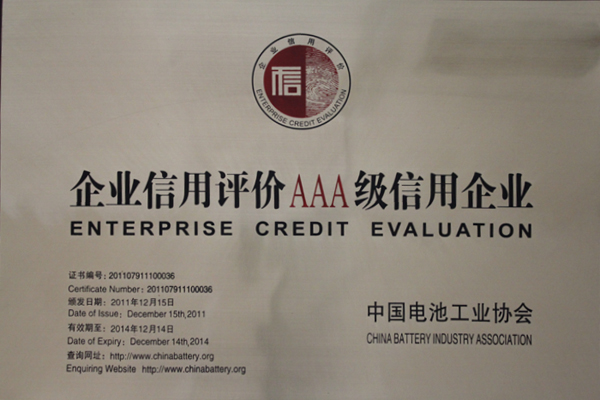 企业信用评价
信
ENTERPRISE CREDIT EVALUATION
企业信用评价AAA级信用企业
ENTERPRISE CREDIT EVALUATION
证书编号：201107911100036
Certificate Number : 201107911100036
颁发日期：2011年12月15日
Date of Issue: December 15th,2011
有效期至：2014年12月14日
Date of Expiry: December 14th,2014
查询网址：http://www.chinabattery.org
Enquiring Website http://www.chinabattery.org
中国电池工业协会
CHINA BATTERY INDUSTRY ASSOCIATION